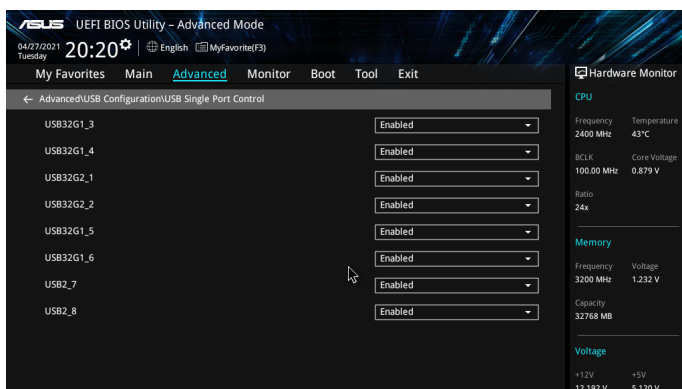 ASUS UEFI BIOS Utility – Advanced Mode
04/27/2021
Tuesday
20:20
English
MyFavorite(F3)
My Favorites Main Advanced Monitor Boot Tool Exit
Hardware Monitor
← Advanced\USB Configuration\USB Single Port Control
USB32G1_3 Enabled
USB32G1_4 Enabled
USB32G2_1 Enabled
USB32G2_2 Enabled
USB32G1_5 Enabled
USB32G1_6 Enabled
USB2_7 Enabled
USB2_8 Enabled
CPU
Frequency Temperature
2400 MHz 43°C
BCLK Core Voltage
100.00 MHz 0.879 V
Ratio
24x
Memory
Frequency Voltage
3200 MHz 1.232 V
Capacity
32768 MB
Voltage
+12V +5V
12.192 V 5.120 V